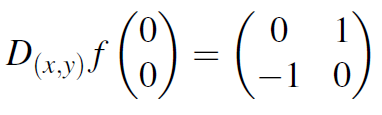 D_{(x,y)} f \begin{pmatrix} 0 \\ 0 \end{pmatrix} = \begin{pmatrix} 0 & 1 \\ -1 & 0 \end{pmatrix}